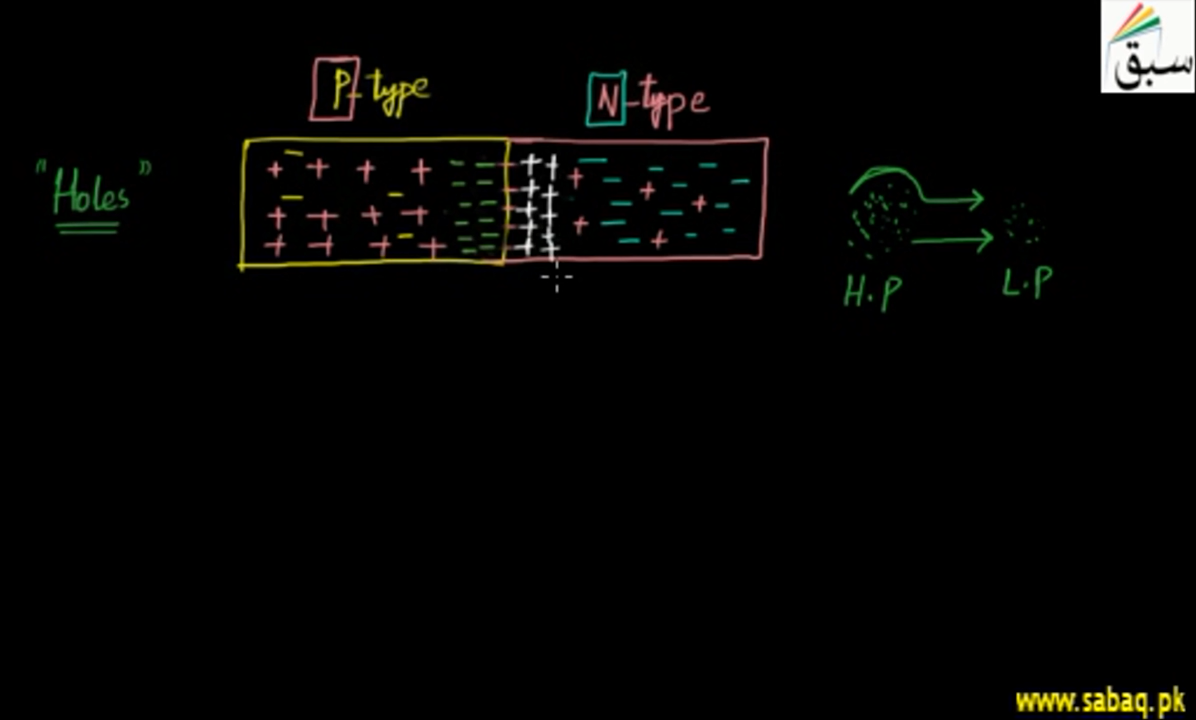 سبق
P-type
N-type
"Holes"
H.P
L.P
www.sabaq.pk